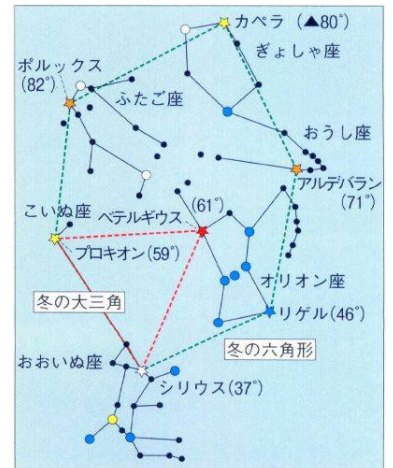 カペラ (▲80°)
ぎょしゃ座
ポルックス
(82°)
ふたご座
おうし座
アルデバラン
(71°)
こいぬ座
ベテルギウス
(61°)
プロキオン(59°)
オリオン座
冬の大三角
リゲル(46°)
冬の六角形
おおいぬ座
シリウス(37°)